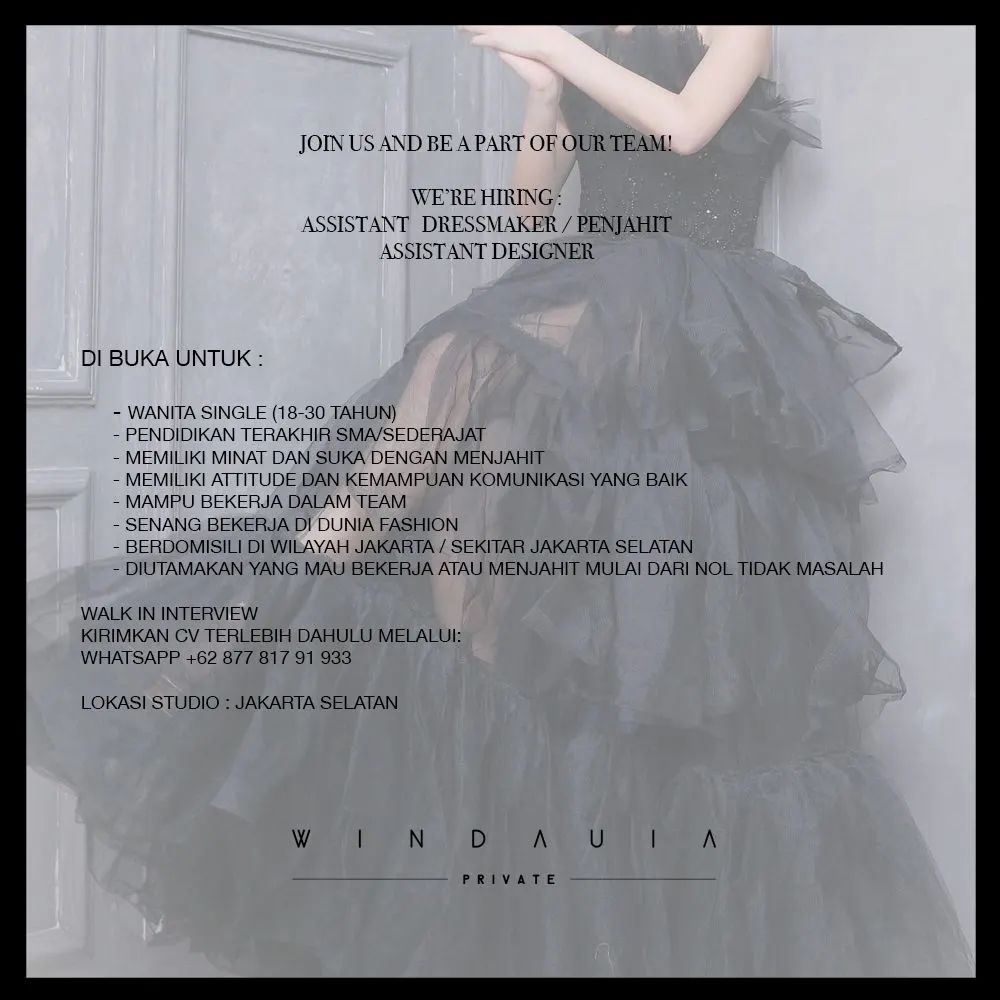 JOIN US AND BE A PART OF OUR TEAM!
WE'RE HIRING :
ASSISTANT DRESSMAKER / PENJAHIT
ASSISTANT DESIGNER
DI BUKA UNTUK :
- WANITA SINGLE (18-30 TAHUN)
- PENDIDIKAN TERAKHIR SMA/SEDERAJAT
- MEMILIKI MINAT DAN SUKA DENGAN MENJAHIT
- MEMILIKI ATTITUDE DAN KEMAMPUAN KOMUNIKASI YANG BAIK
- MAMPU BEKERJA DALAM TEAM
- SENANG BEKERJA DI DUNIA FASHION
- BERDOMISILI DI WILAYAH JAKARTA / SEKITAR JAKARTA SELATAN
- DIUTAMAKAN YANG MAU BEKERJA ATAU MENJAHIT MULAI DARI NOL TIDAK MASALAH
WALK IN INTERVIEW
KIRIMKAN CV TERLEBIH DAHULU MELALUI:
WHATSAPP +62 877 817 91 933
LOKASI STUDIO : JAKARTA SELATAN
WINDAUIA
PRIVATE